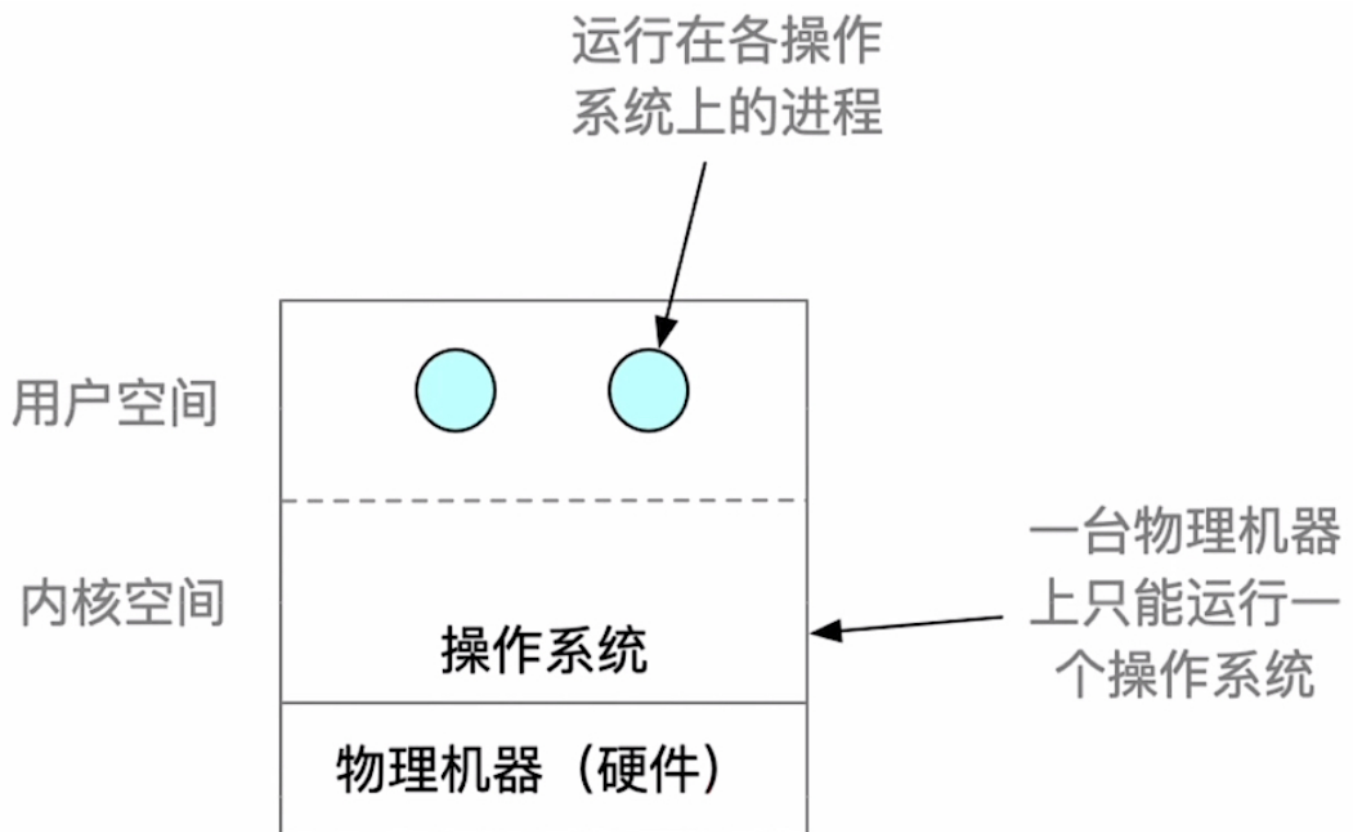 运行在各操作
系统上的进程
用户空间
内核空间
操作系统
一台物理机器
上只能运行一
个操作系统
物理机器（硬件）